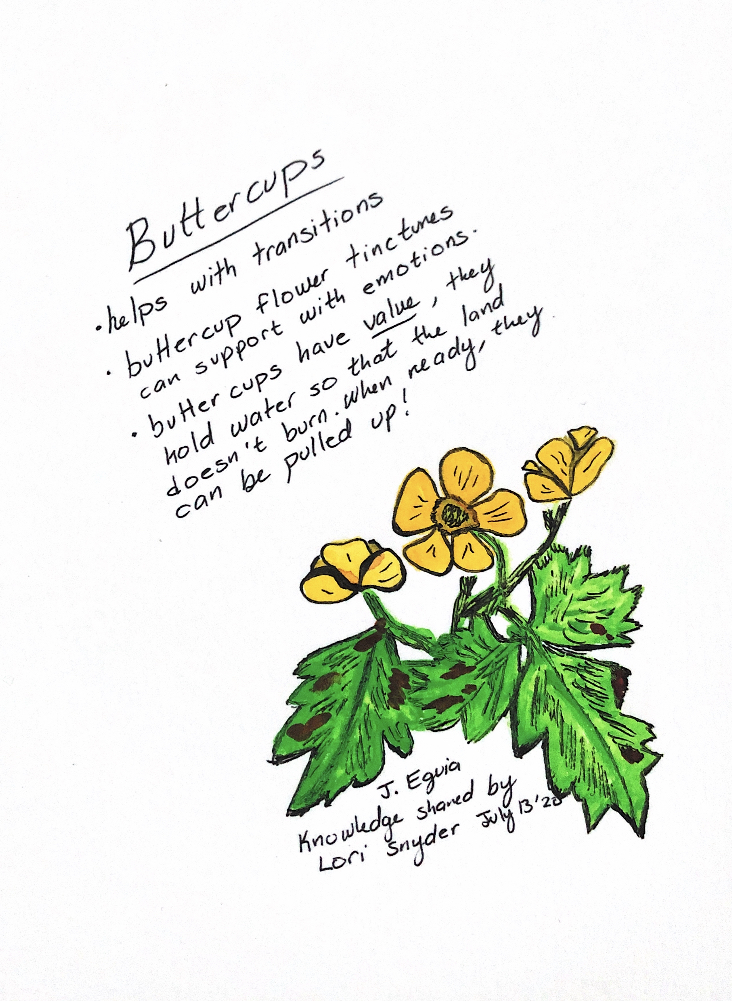 Buttercups
• helps with transitions
• buttercup flower tinctures
can support with emotions.
• buttercups have value, they
hold water so that the land
doesn't burn. When ready, they
can be pulled up!
J. Eguia
Knowledge shared by
Lori Snyder July 13 '20